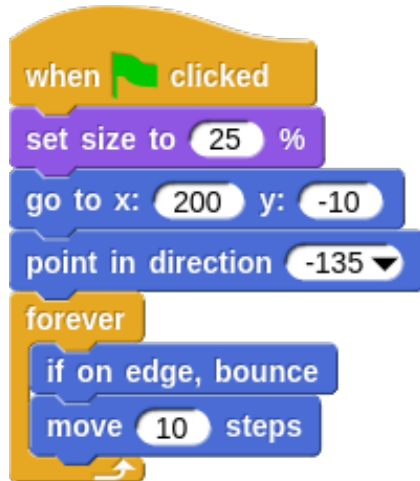 when clicked
set size to 25 %
go to x: 200 y: -10
point in direction -135
forever
if on edge, bounce
move 10 steps